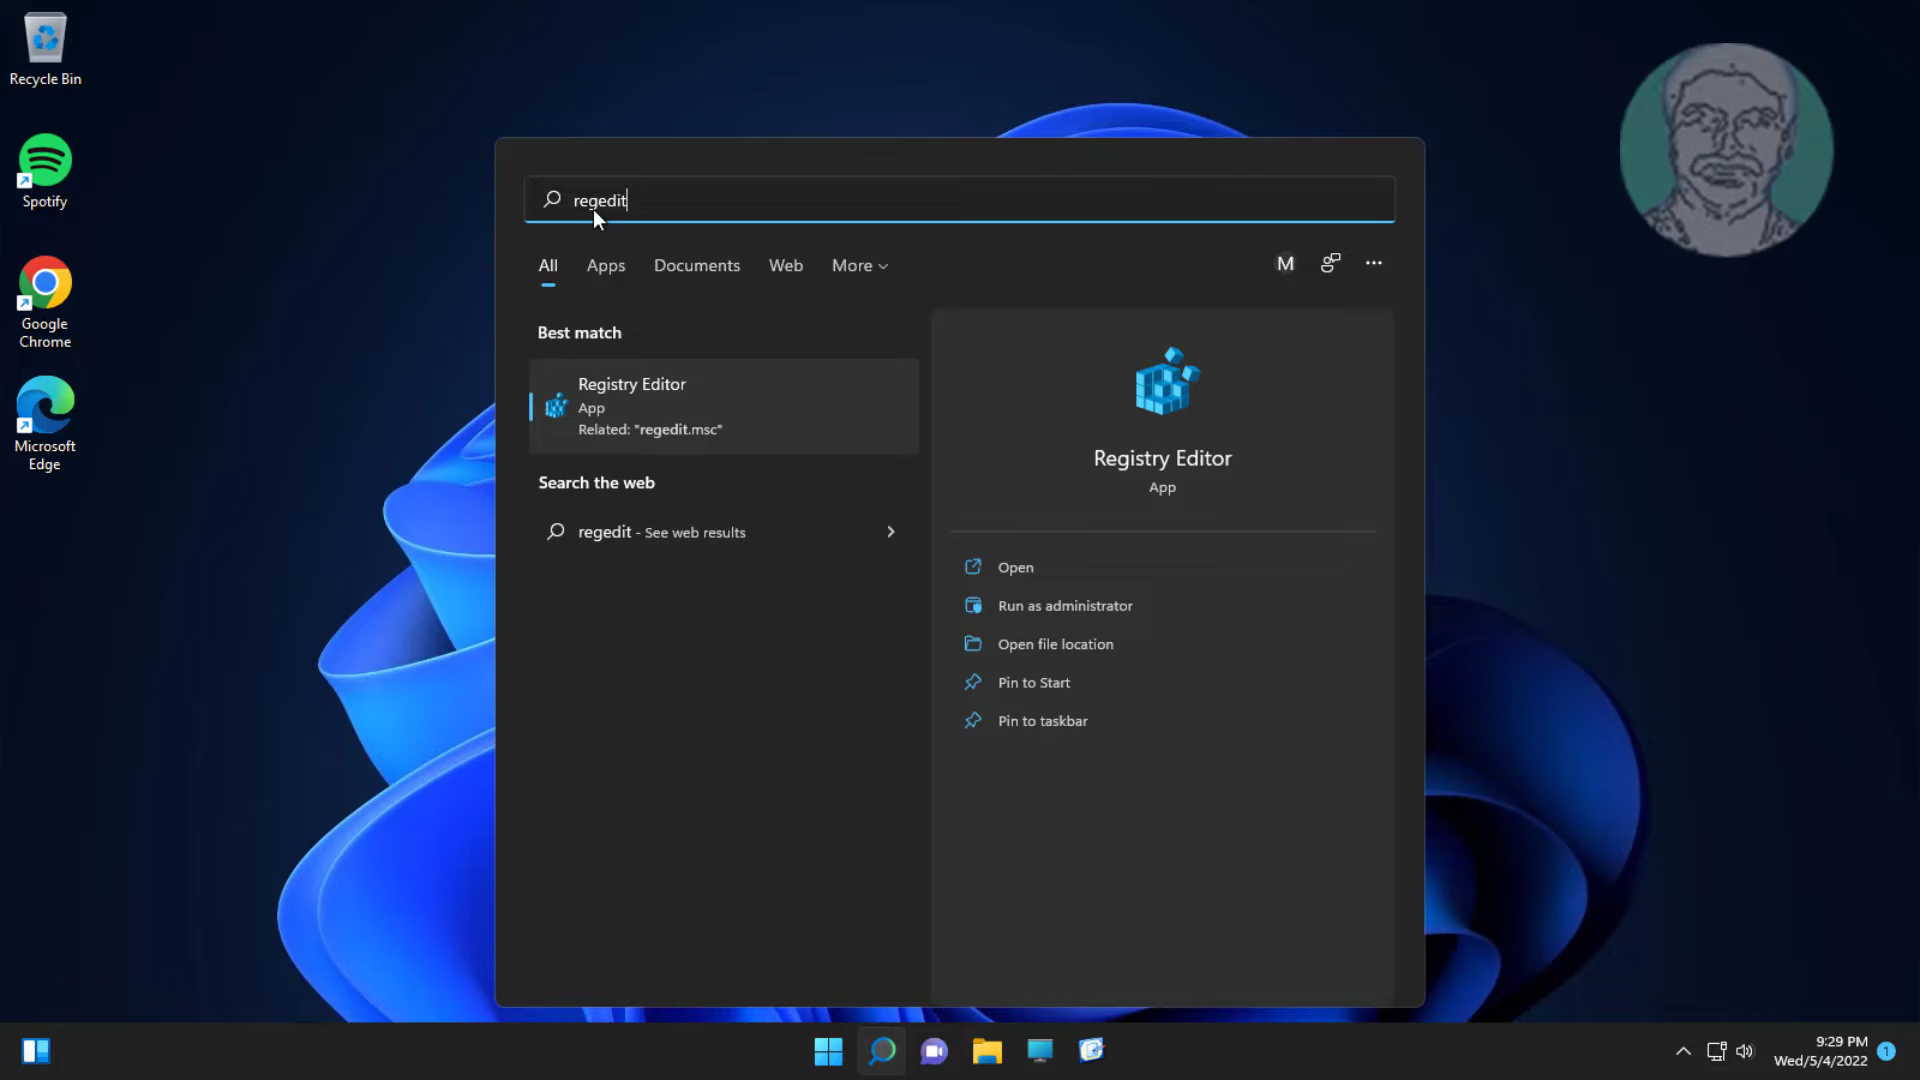 Recycle Bin
Spotify
Google
Chrome
Microsoft
Edge
regedit
All
Apps
Documents
Web
More
M
Best match
Registry Editor
App
Related: "regedit.msc"
Search the web
regedit - See web results
Registry Editor
App
Open
Run as administrator
Open file location
Pin to Start
Pin to taskbar
9:29 PM
Wed/5/4/2022
1